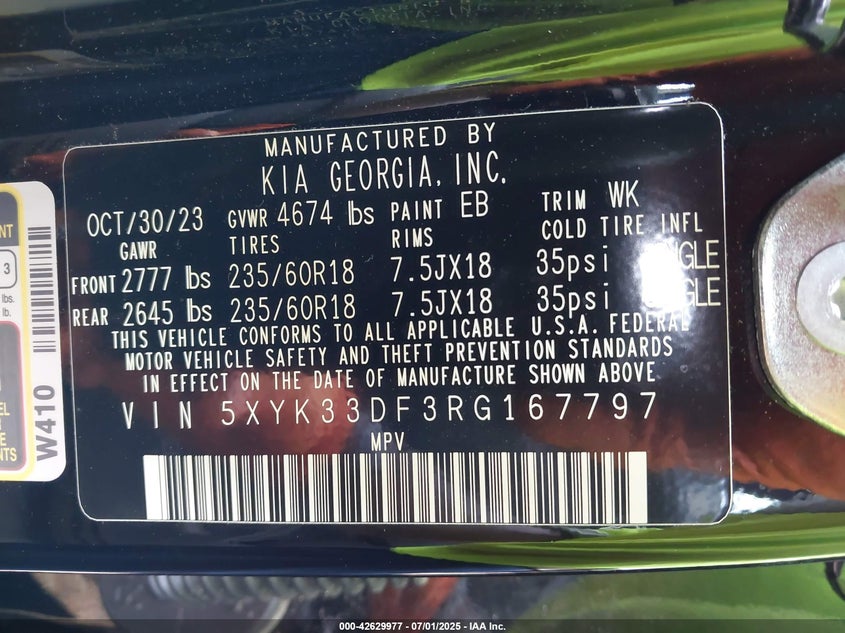 MANUFACTURED BY
KIA GEORGIA, INC.
OCT/30/23 GVWR 4674 lbs PAINT EB TRIM WK
GAWR TIRES RIMS COLD TIRE INFL
FRONT 2777 lbs 235/60R18 7.5JX18 35psi
REAR 2645 lbs 235/60R18 7.5JX18 35psi
THIS VEHICLE CONFORMS TO ALL APPLICABLE U.S.A. FEDERAL
MOTOR VEHICLE SAFETY AND THEFT PREVENTION STANDARDS
IN EFFECT ON THE DATE OF MANUFACTURE SHOWN ABOVE
VIN 5XYK33DF3RG167797
MPV
W410
3
lbs.
lb.
000-42629977 - 07/01/2025 - IAA Inc.